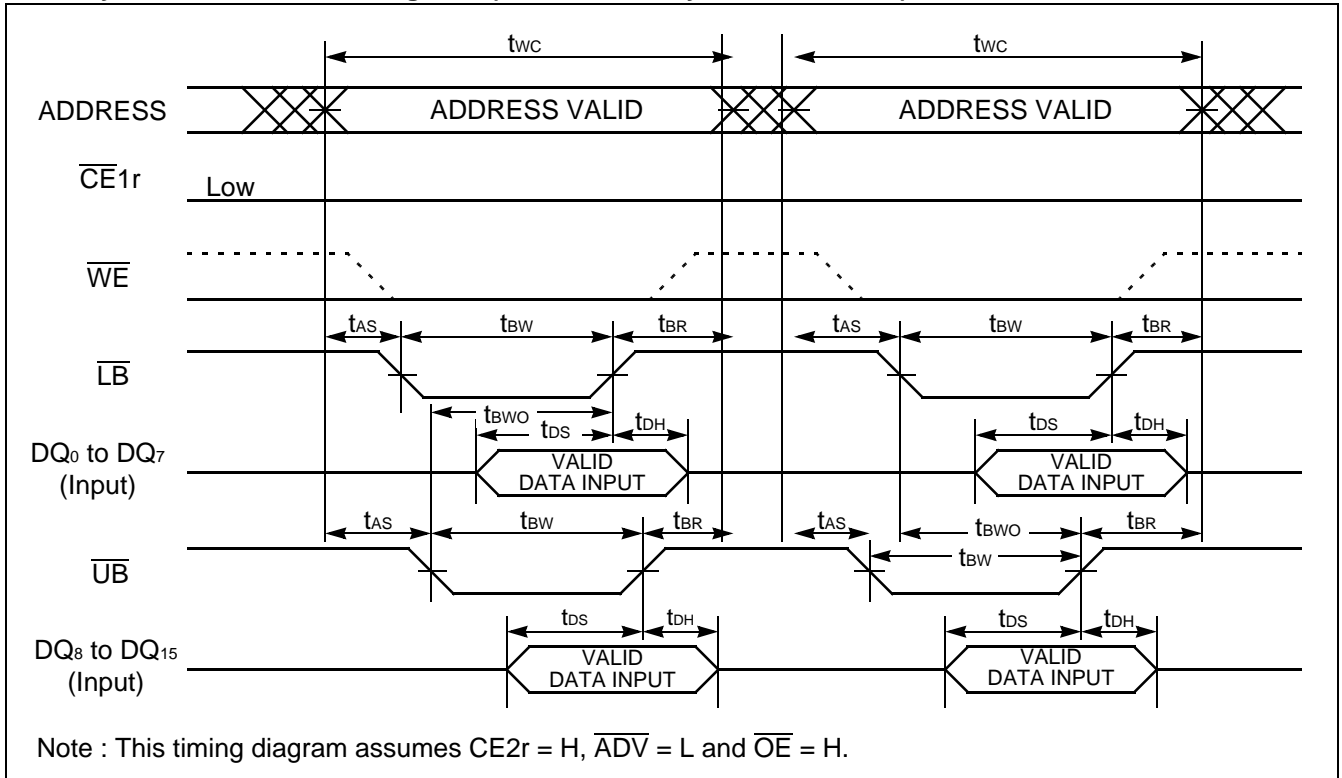 tWC tWC
ADDRESS ADDRESS VALID ADDRESS VALID
CE1r Low
WE
tAS tBW tBR tAS tBW tBR
LB
tBWO
tDS tDH tDS tDH
DQ0 to DQ7
(Input)
VALID
DATA INPUT
VALID
DATA INPUT
tAS tBW tBR tAS tBWO tBR
tBW
UB
tDS tDH tDS tDH
DQ8 to DQ15
(Input)
VALID
DATA INPUT
VALID
DATA INPUT
Note : This timing diagram assumes CE2r = H, ADV = L and OE = H.